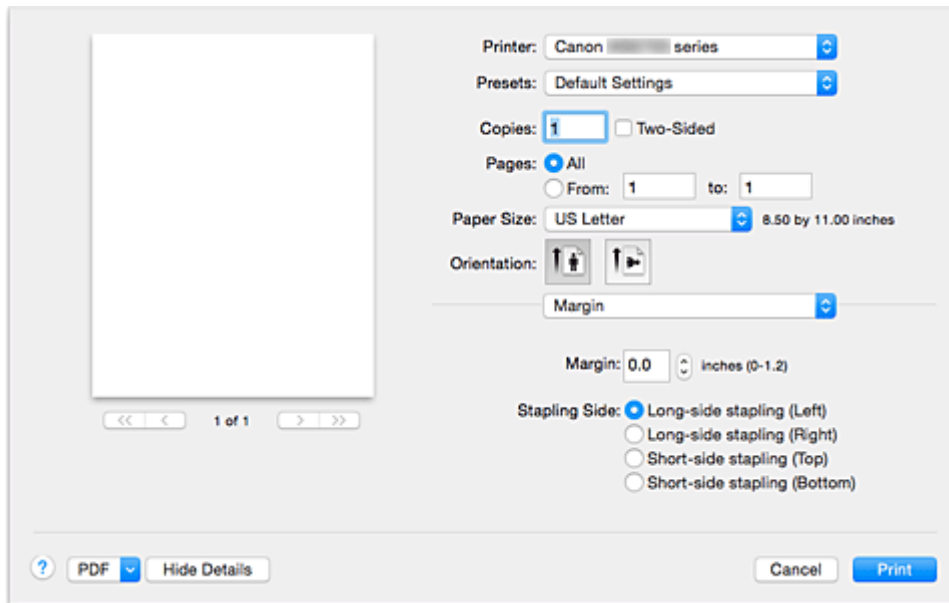 Printer: Canon series
Presets: Default Settings
Copies: 1 Two-Sided
Pages: All
From: 1 to: 1
Paper Size: US Letter 8.50 by 11.00 inches
Orientation:
Margin
Margin: 0.0 inches (0-1.2)
<< < 1 of 1 > >>
Stapling Side: Long-side stapling (Left)
Long-side stapling (Right)
Short-side stapling (Top)
Short-side stapling (Bottom)
? PDF Hide Details Cancel Print